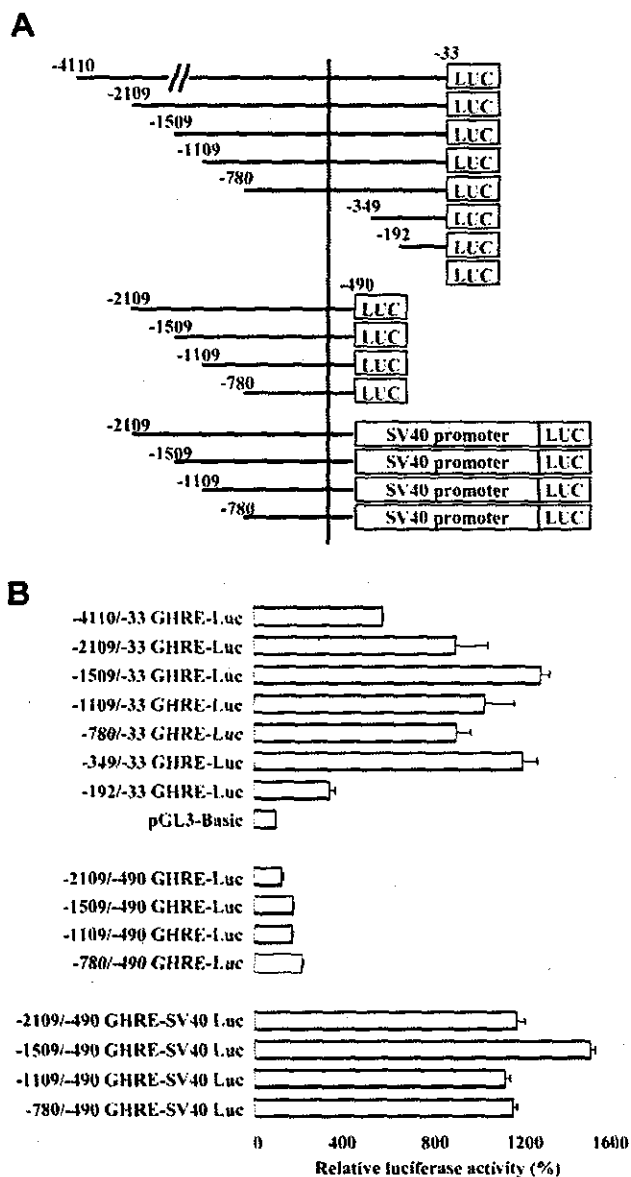 A
-33
-4110
LUC
-2109
LUC
-1509
LUC
-1109
LUC
-780
LUC
-349
LUC
-192
LUC
LUC
-490
-2109
LUC
-1509
LUC
-1109
LUC
-780
LUC
-2109
SV40 promoter LUC
-1509
SV40 promoter LUC
-1109
SV40 promoter LUC
-780
SV40 promoter LUC
B
-4110/-33 GHRE-Luc
-2109/-33 GHRE-Luc
-1509/-33 GHRE-Luc
-1109/-33 GHRE-Luc
-780/-33 GHRE-Luc
-349/-33 GHRE-Luc
-192/-33 GHRE-Luc
pGL3-Basic
-2109/-490 GHRE-Luc
-1509/-490 GHRE-Luc
-1109/-490 GHRE-Luc
-780/-490 GHRE-Luc
-2109/-490 GHRE-SV40 Luc
-1509/-490 GHRE-SV40 Luc
-1109/-490 GHRE-SV40 Luc
-780/-490 GHRE-SV40 Luc
0 400 800 1200 1600
Relative luciferase activity (%)